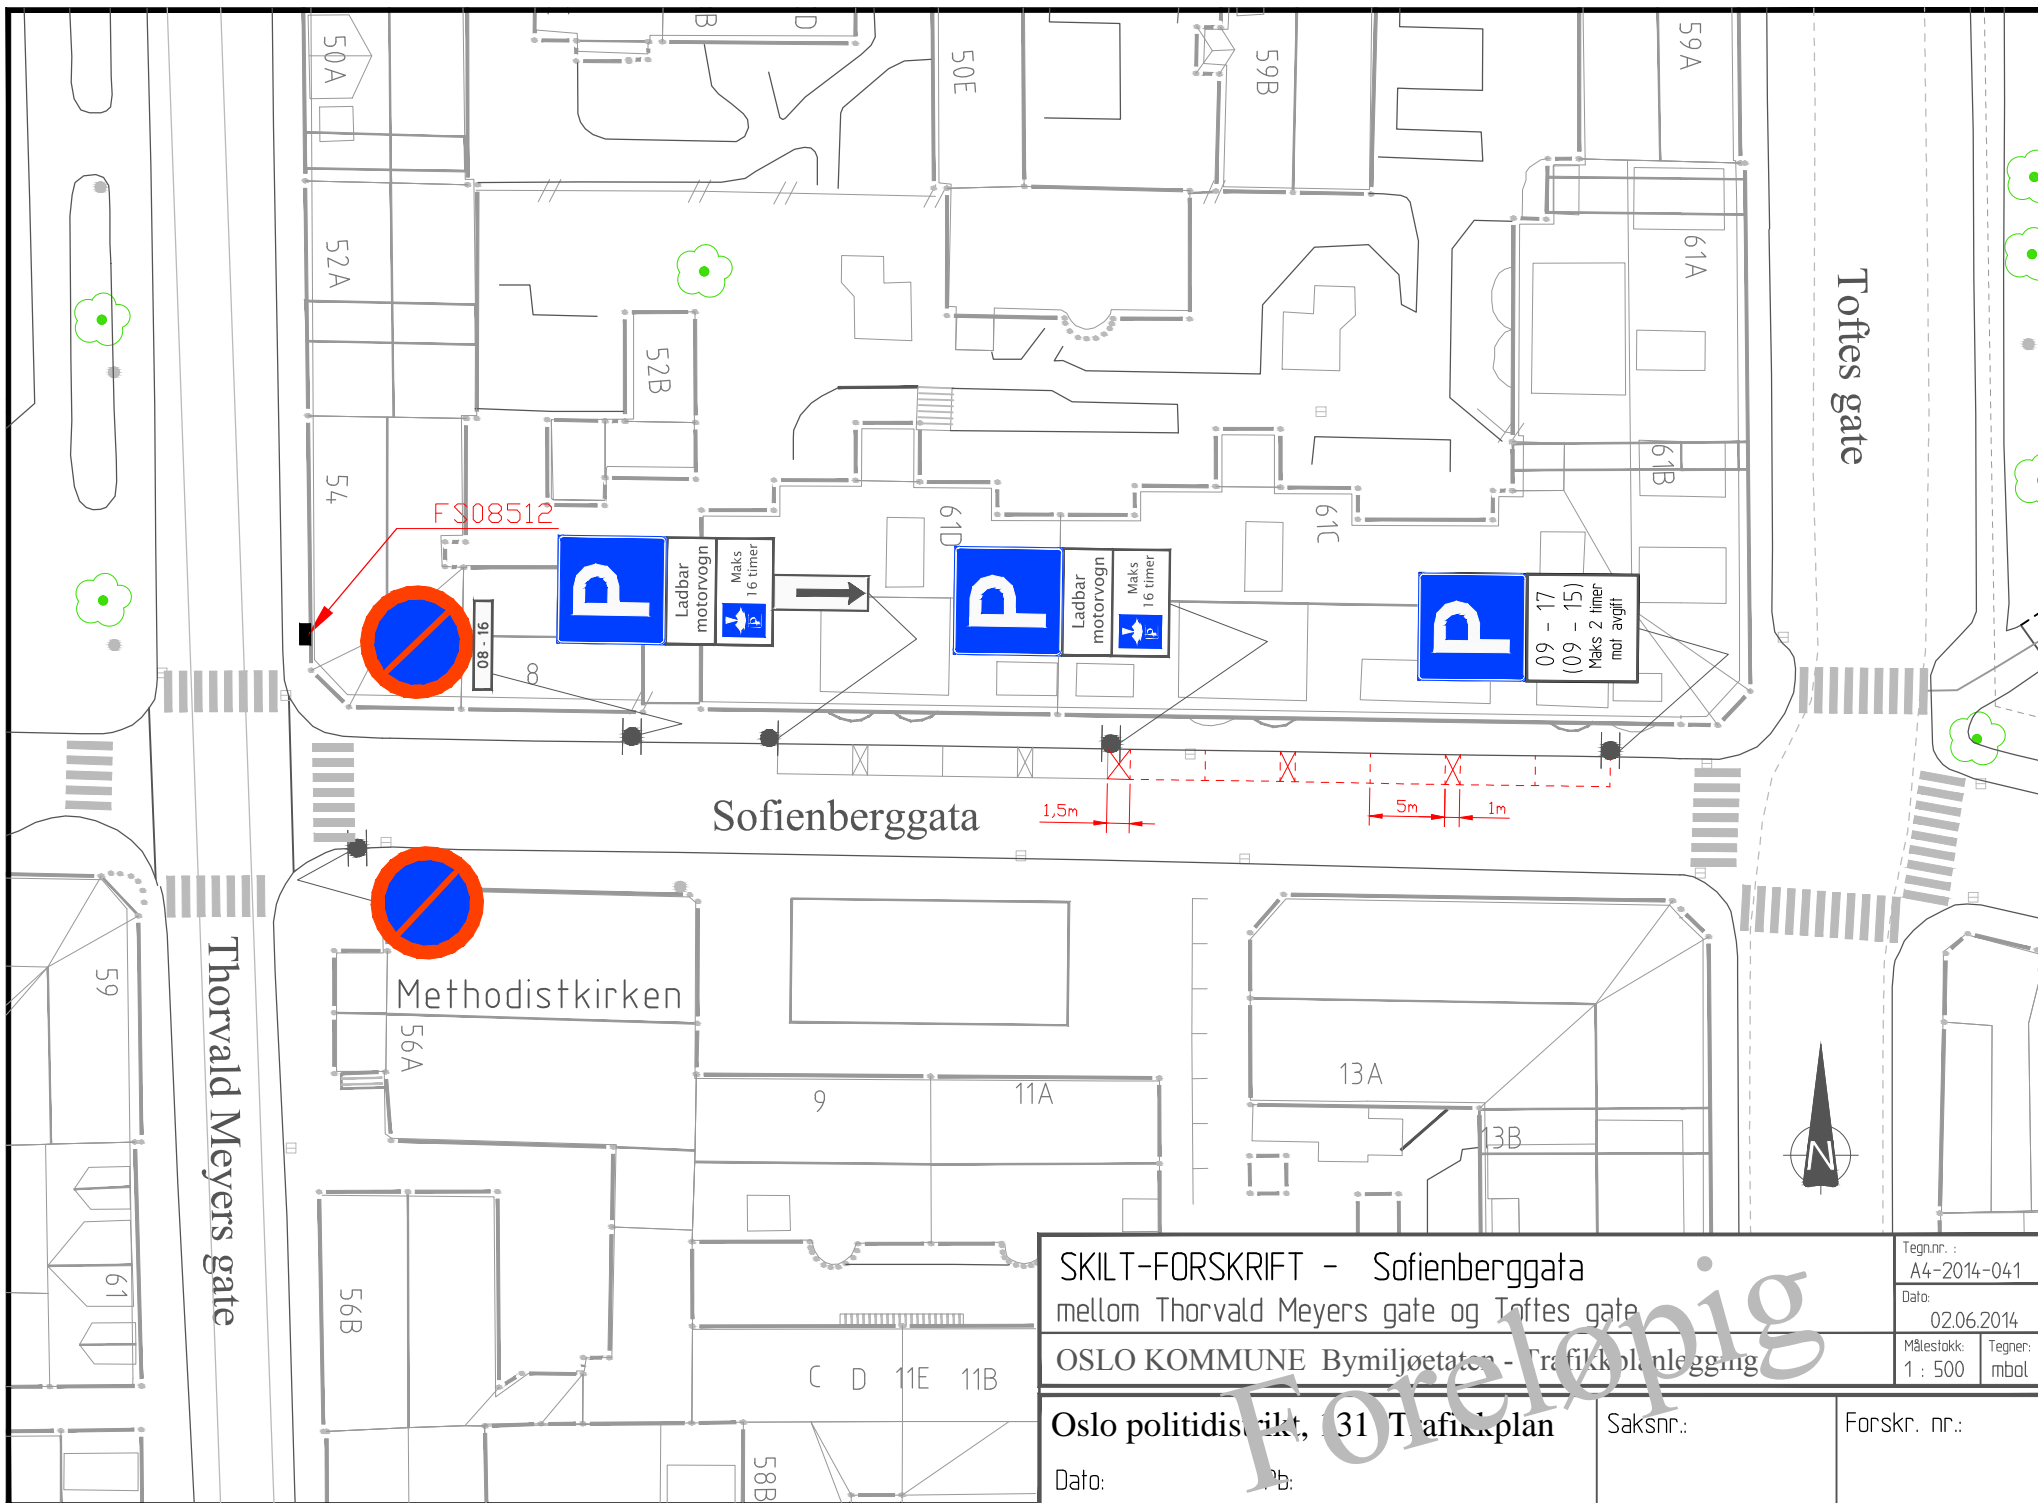 50A
B
D
50E
59B
59A
52A
61A
Toftes gate
52B
54
61B
FS08512
61D
61C
Ladbar
motorvogn
Maks
16 timer
P
Ladbar
motorvogn
Maks
16 timer
P
09 - 17
(09 - 15)
Maks 2 timer
mot avgift
P
08 - 16
8
Sofienberggata
1,5m
5m
1m
59
Thorvald Meyers gate
Methodistkirken
56A
9
11A
13A
13B
N
61
56B
C
D
11E
11B
58B
SKILT-FORSKRIFT - Sofienberggata
mellom Thorvald Meyers gate og Toftes gate
OSLO KOMMUNE Bymiljøetaten - Trafikkplanlegging
Tegn.nr. :
A4-2014-041
Dato:
02.06.2014
Målestokk:
1 : 500
Tegner:
mbol
Foreløpig
Oslo politidistrikt, 131 Trafikkplan
Dato:
Pb:
Saksnr.:
Forskr. nr.: